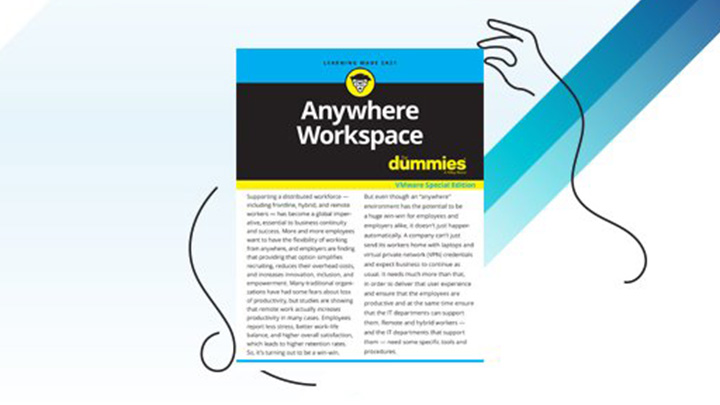 LEARNING MADE EASY
Anywhere
Workspace
for
dummies
A Wiley Brand
VMware Special Edition
Supporting a distributed workforce —
including frontline, hybrid, and remote
workers — has become a global imper-
ative, essential to business continuity
and success. More and more employees
want to have the flexibility of working
from anywhere, and employers are finding
that providing that option simplifies
recruiting, reduces their overhead costs,
and increases innovation, inclusion, and
empowerment. Many traditional organi-
zations have had some fears about loss
of productivity, but studies are showing
that remote work actually increases
productivity in many cases. Employees
report less stress, better work-life
balance, and higher overall satisfaction,
which leads to higher retention rates.
So, it's turning out to be a win-win.
But even though an "anywhere"
environment has the potential to be
a huge win-win for employees and
employers alike, it doesn't just happen
automatically. A company can't just
send its workers home with laptops and
virtual private network (VPN) credentials
and expect business to continue as
usual. It needs much more than that,
in order to deliver that user experience
and ensure that the employees are
productive and at the same time ensure
that the IT departments can support
them. Remote and hybrid workers —
and the IT departments that support
them — need some specific tools and
procedures.